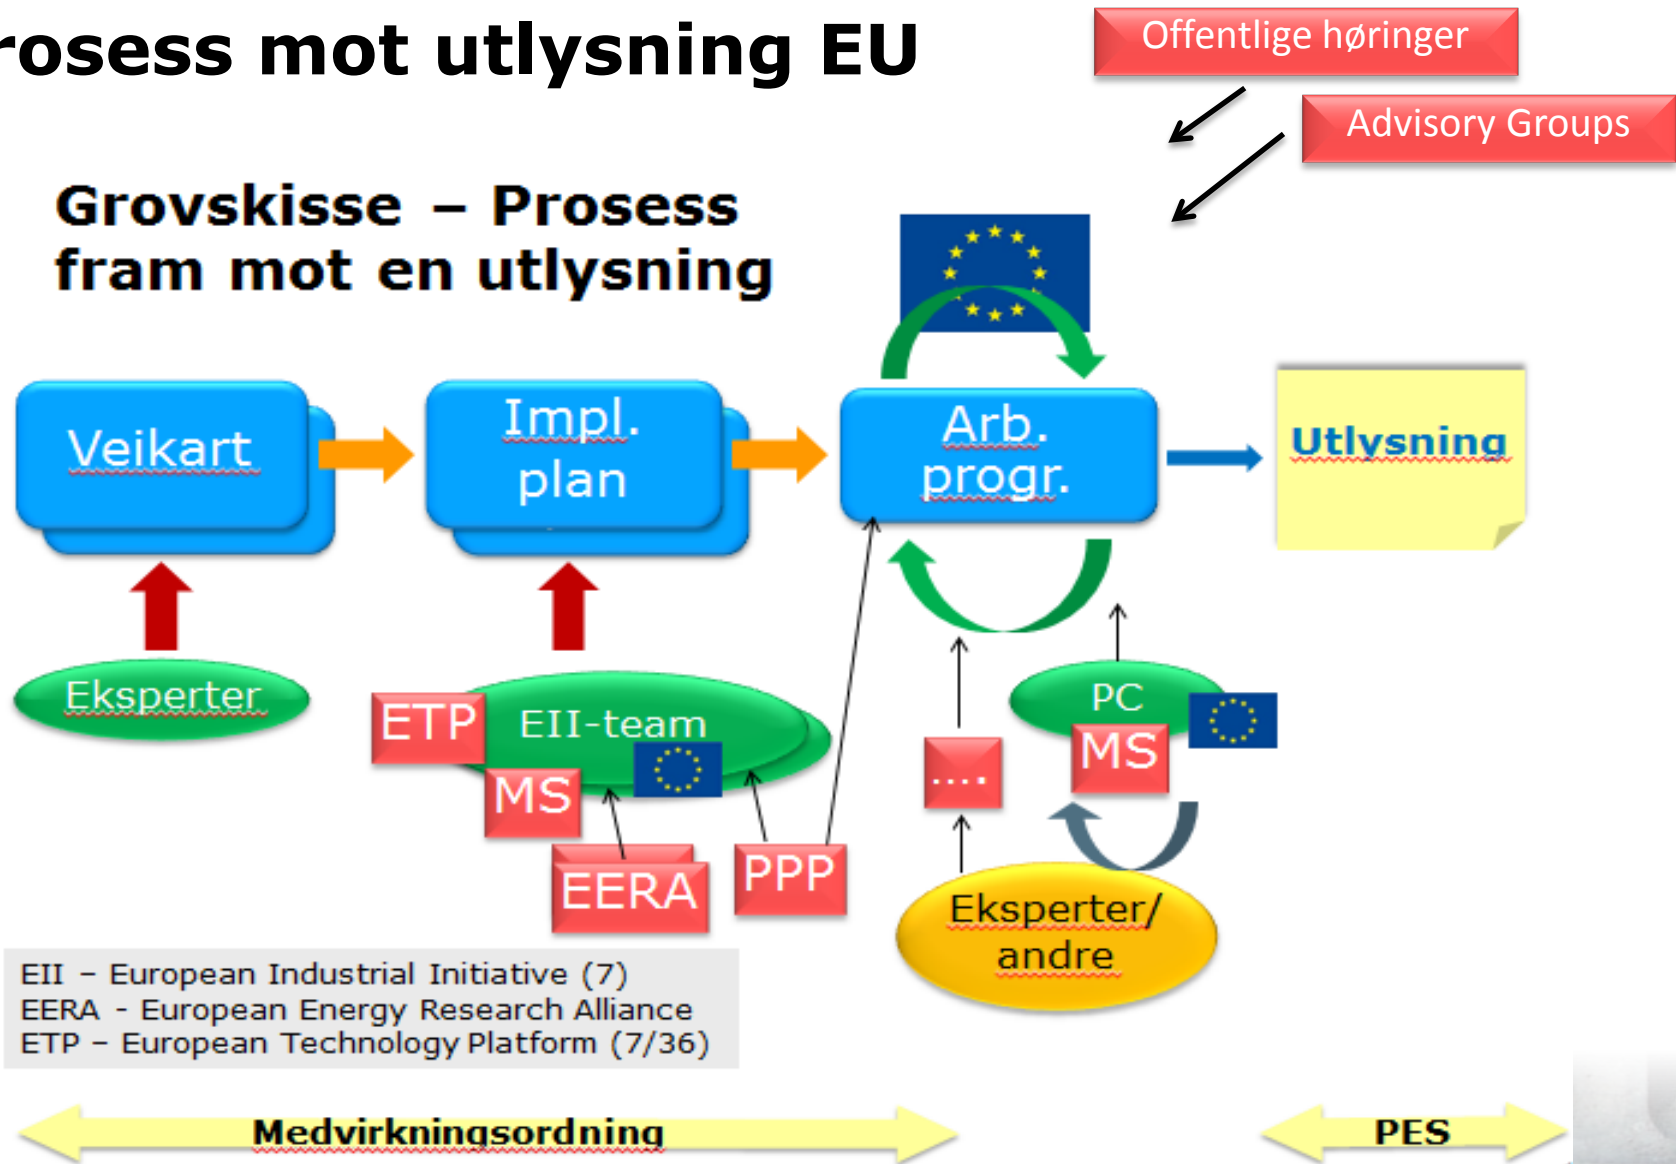 rosess mot utlysning EU
Offentlige høringer
Advisory Groups
Grovskisse – Prosess
fram mot en utlysning
Veikart
Impl.
plan
Arb.
progr.
Utlysning
Eksperter
ETP
EII-team
MS
EERA
PPP
....
PC
MS
Eksperter/
andre
EII – European Industrial Initiative (7)
EERA - European Energy Research Alliance
ETP – European Technology Platform (7/36)
Medvirkningsordning
PES